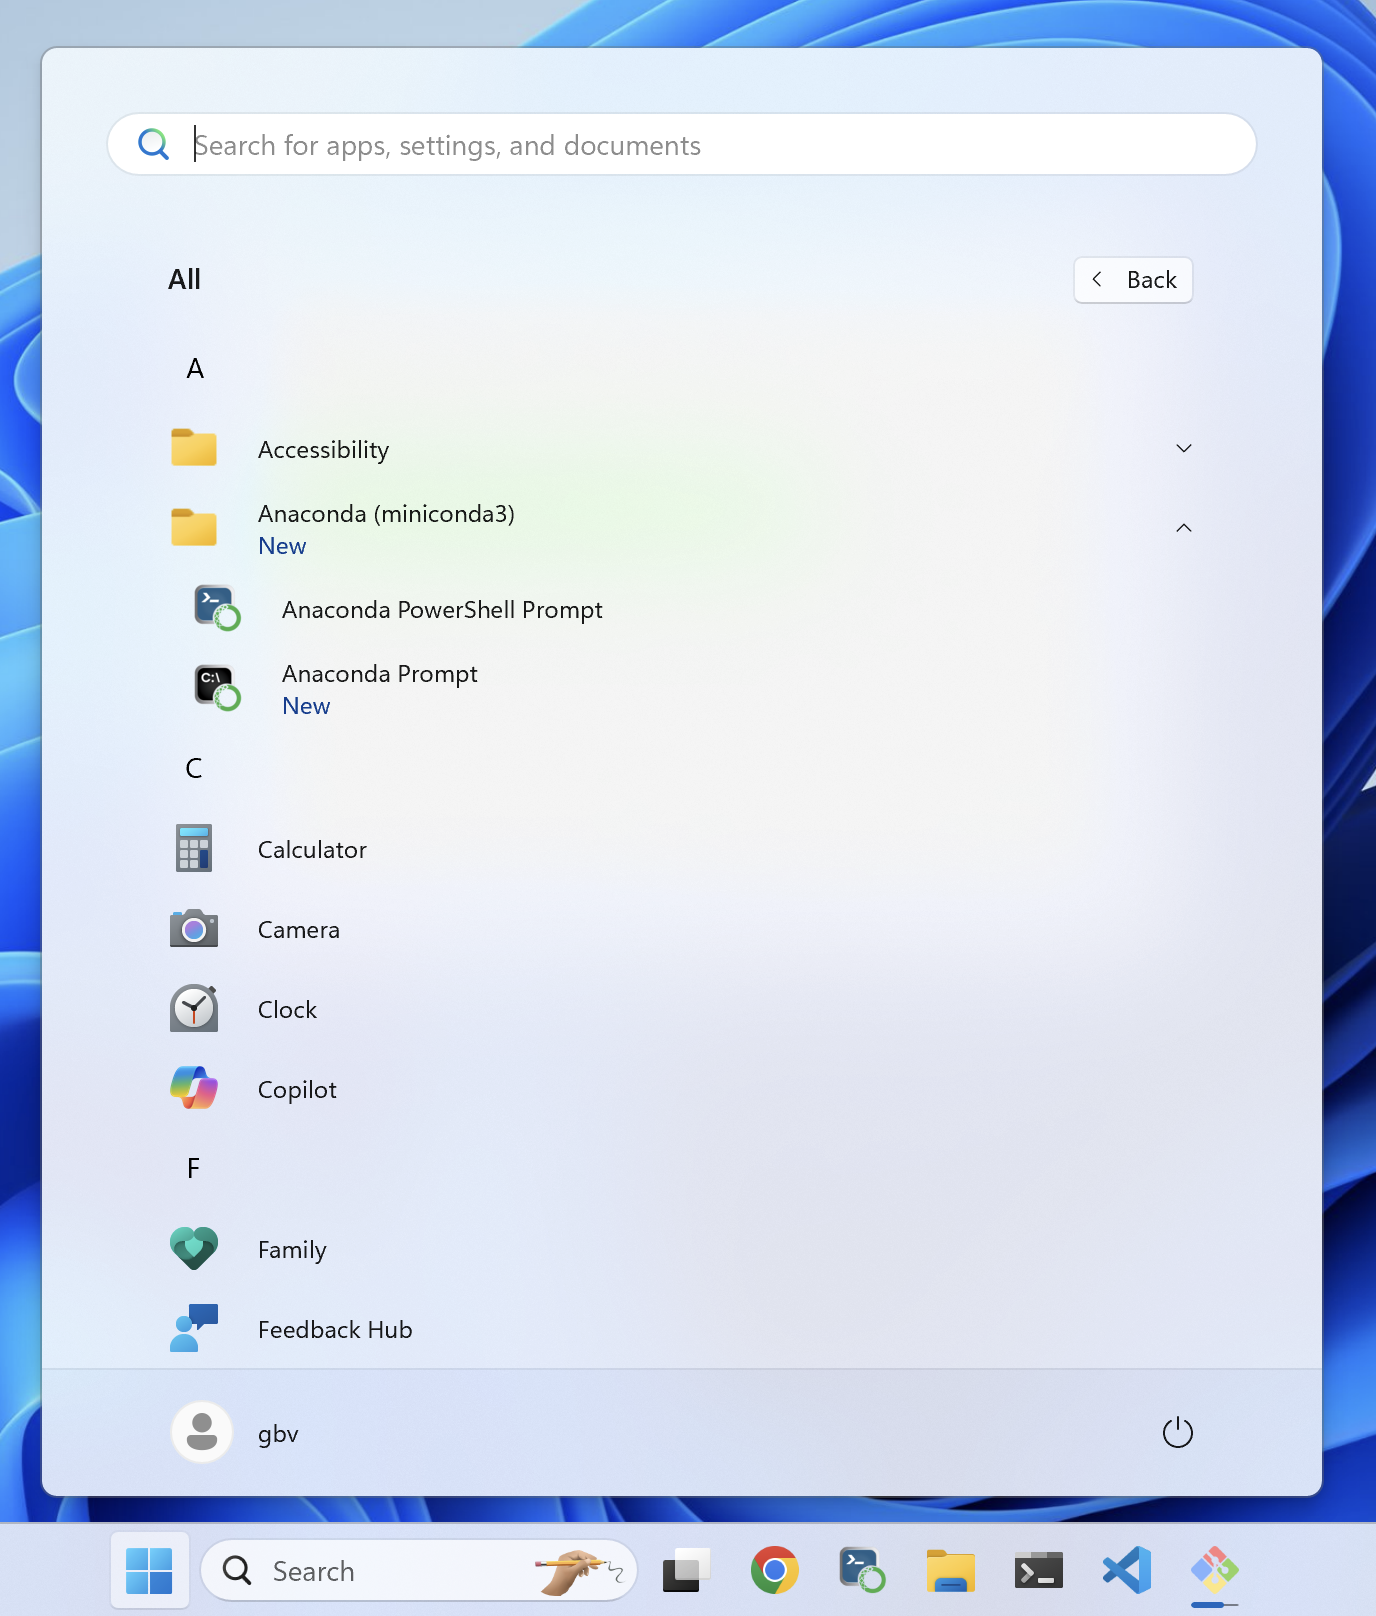 Search for apps, settings, and documents
All
Back
A
Accessibility
Anaconda (miniconda3)
New
Anaconda PowerShell Prompt
C:\
Anaconda Prompt
New
C
Calculator
Camera
Clock
Copilot
F
Family
Feedback Hub
gbv
Search